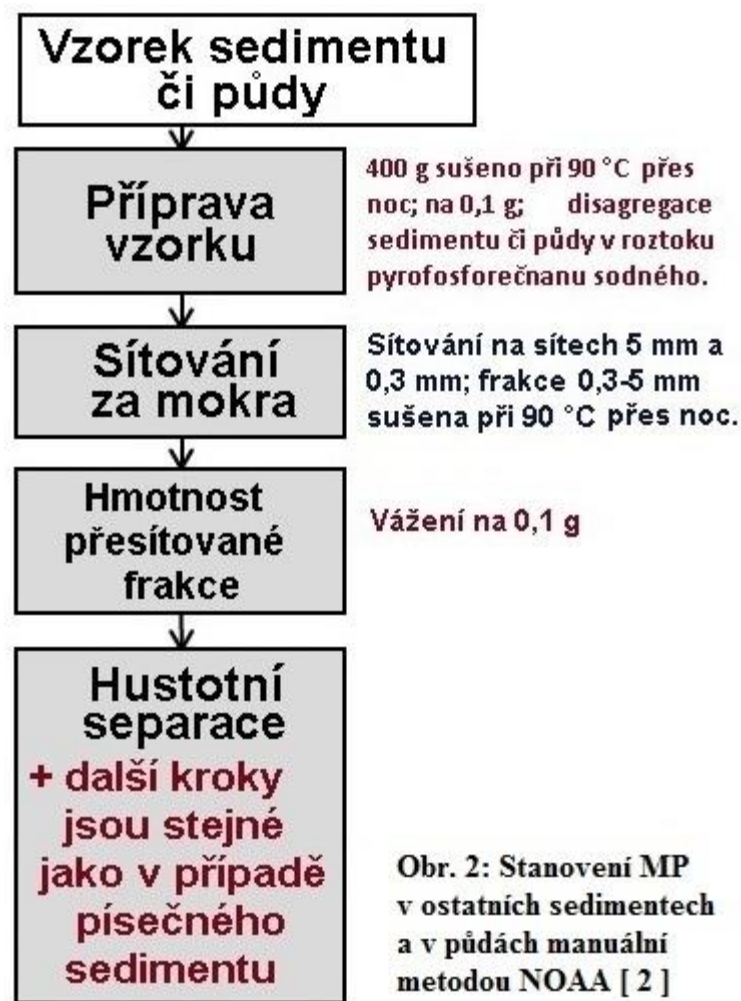 Vzorek sedimentu
či půdy
Příprava
vzorku
400 g sušeno při 90 °C přes
noc; na 0,1 g; disagregace
sedimentu či půdy v roztoku
pyrofosforečnanu sodného.
Sítování
za mokra
Sítování na sítech 5 mm a
0,3 mm; frakce 0,3-5 mm
sušena při 90 °C přes noc.
Hmotnost
přesítované
frakce
Vážení na 0,1 g
Hustotní
separace
+ další kroky
jsou stejné
jako v případě
písečného
sedimentu
Obr. 2: Stanovení MP
v ostatních sedimentech
a v půdách manuální
metodou NOAA [ 2 ]